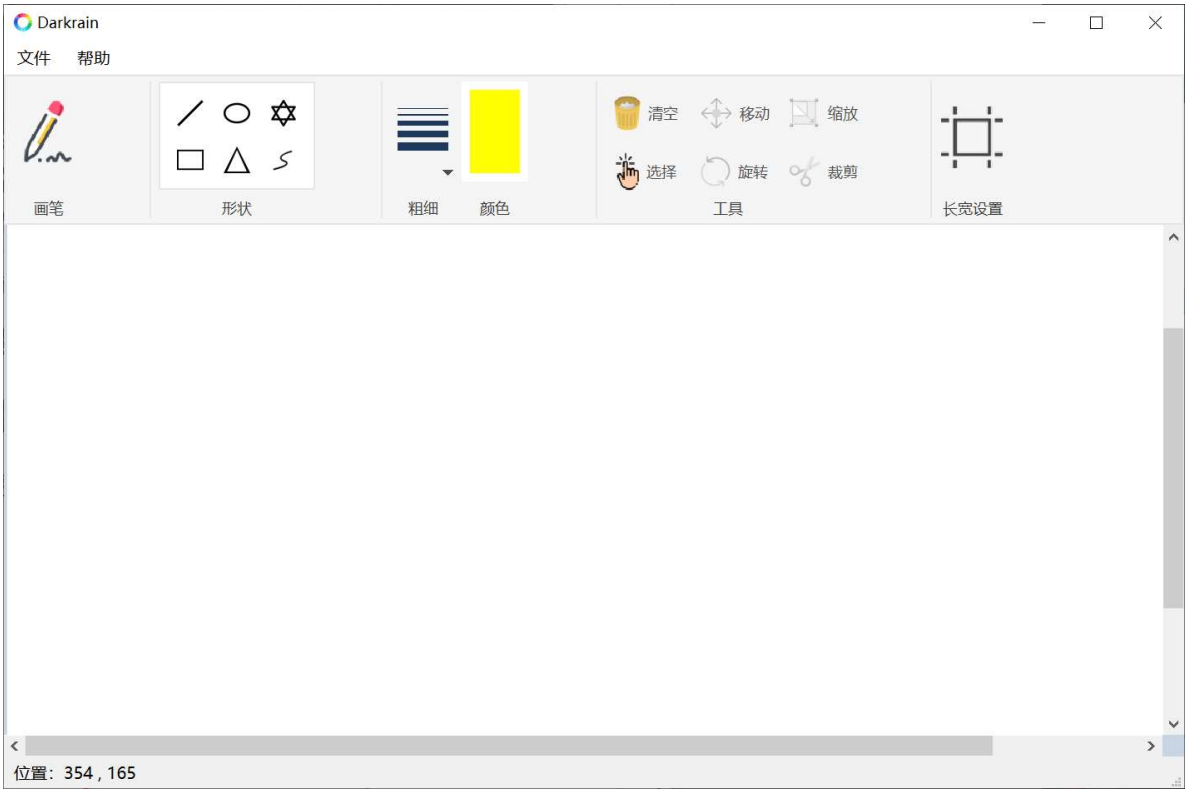 Darkrain
文件 帮助
清空 移动 缩放
选择 旋转 裁剪
画笔 形状 粗细 颜色 工具 长宽设置
位置：354 , 165